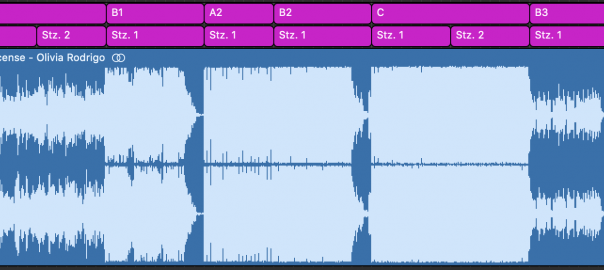 B1 A2 B2 C B3
Stz. 2 Stz. 1 Stz. 1 Stz. 1 Stz. 1 Stz. 2 Stz. 1
cense - Olivia Rodrigo